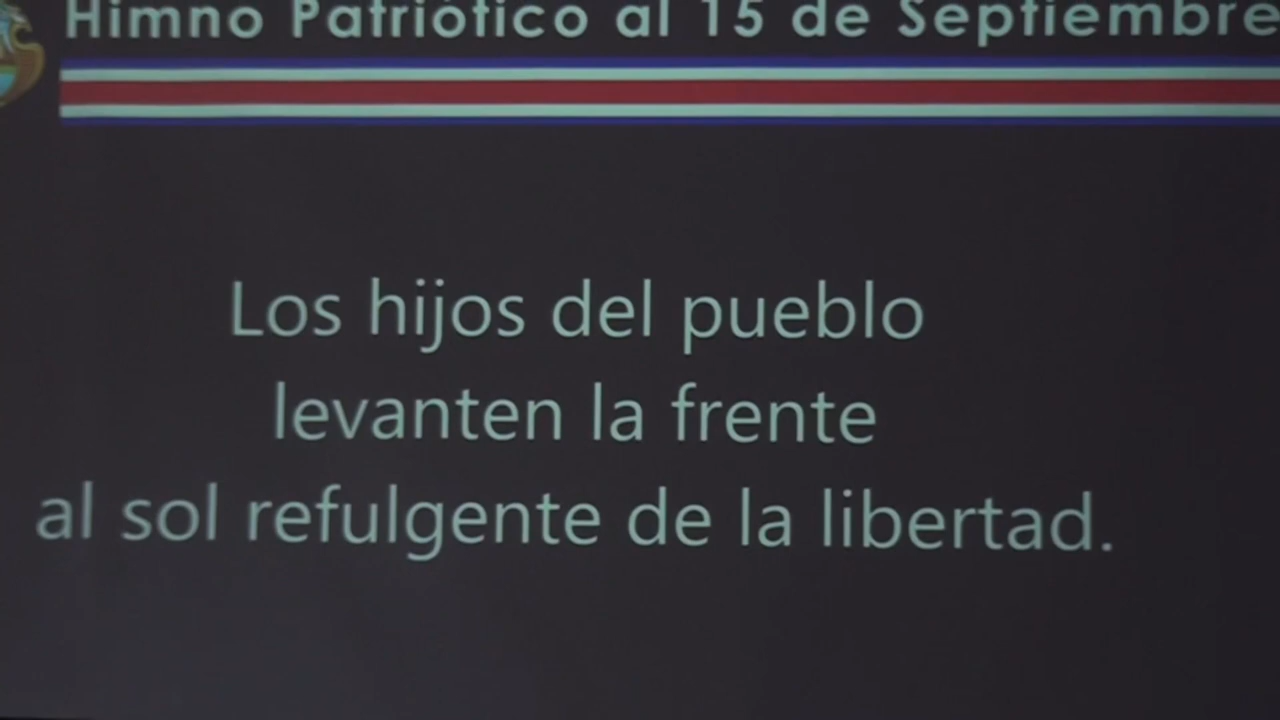 Himno Patriótico al 15 de Septiembre
Los hijos del pueblo
levanten la frente
al sol refulgente de la libertad.